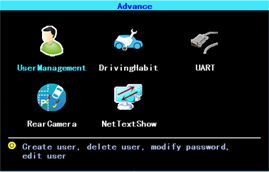 Advance
UserManagement DrivingHabit UART
RearCamera NetTextShow
Create user, delete user, modify password,
edit user